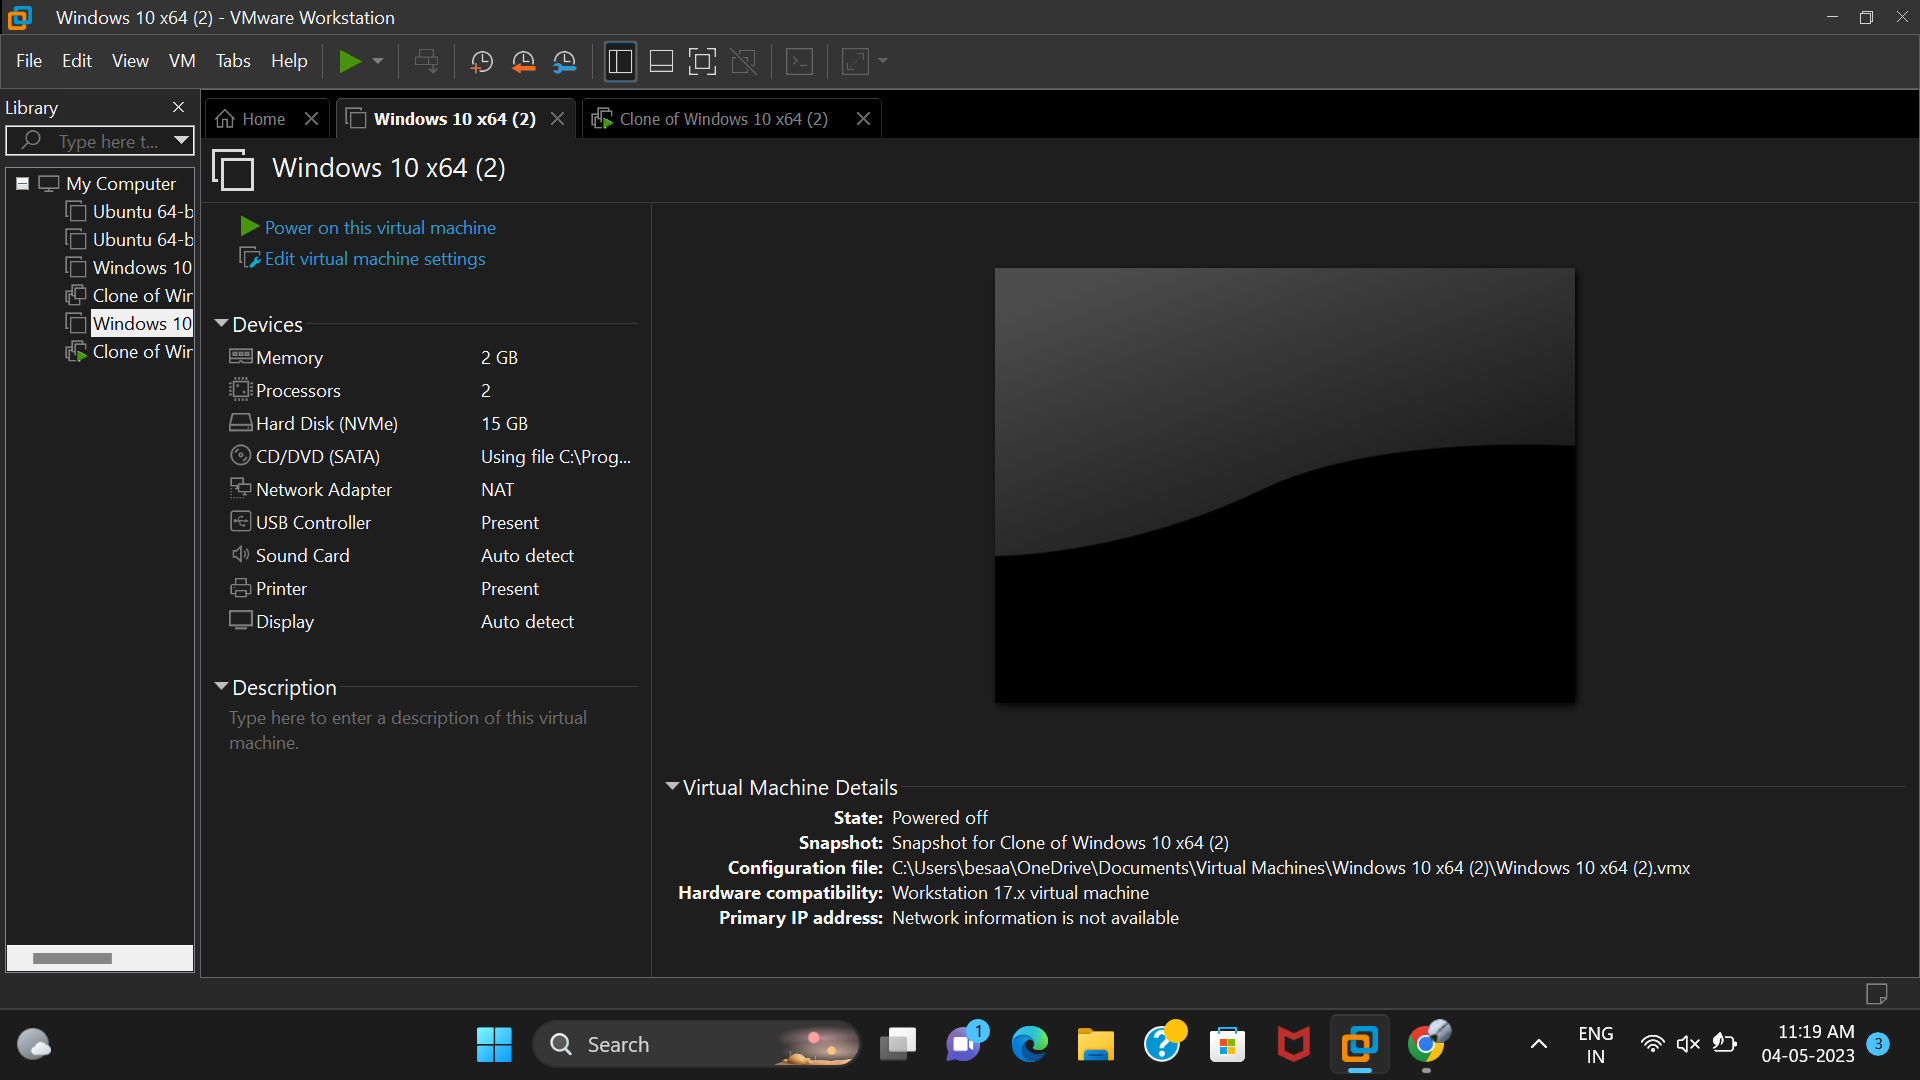 Windows 10 x64 (2) - VMware Workstation
File Edit View VM Tabs Help
Library
Type here t...
My Computer
Ubuntu 64-b
Ubuntu 64-b
Windows 10
Clone of Wir
Windows 10
Clone of Wir
Home
Windows 10 x64 (2)
Clone of Windows 10 x64 (2)
Windows 10 x64 (2)
Power on this virtual machine
Edit virtual machine settings
Devices
Memory 2 GB
Processors 2
Hard Disk (NVMe) 15 GB
CD/DVD (SATA) Using file C:\Prog...
Network Adapter NAT
USB Controller Present
Sound Card Auto detect
Printer Present
Display Auto detect
Description
Type here to enter a description of this virtual
machine.
Virtual Machine Details
State: Powered off
Snapshot: Snapshot for Clone of Windows 10 x64 (2)
Configuration file: C:\Users\besaa\OneDrive\Documents\Virtual Machines\Windows 10 x64 (2)\Windows 10 x64 (2).vmx
Hardware compatibility: Workstation 17.x virtual machine
Primary IP address: Network information is not available
Search
1
ENG
IN
11:19 AM
04-05-2023
3